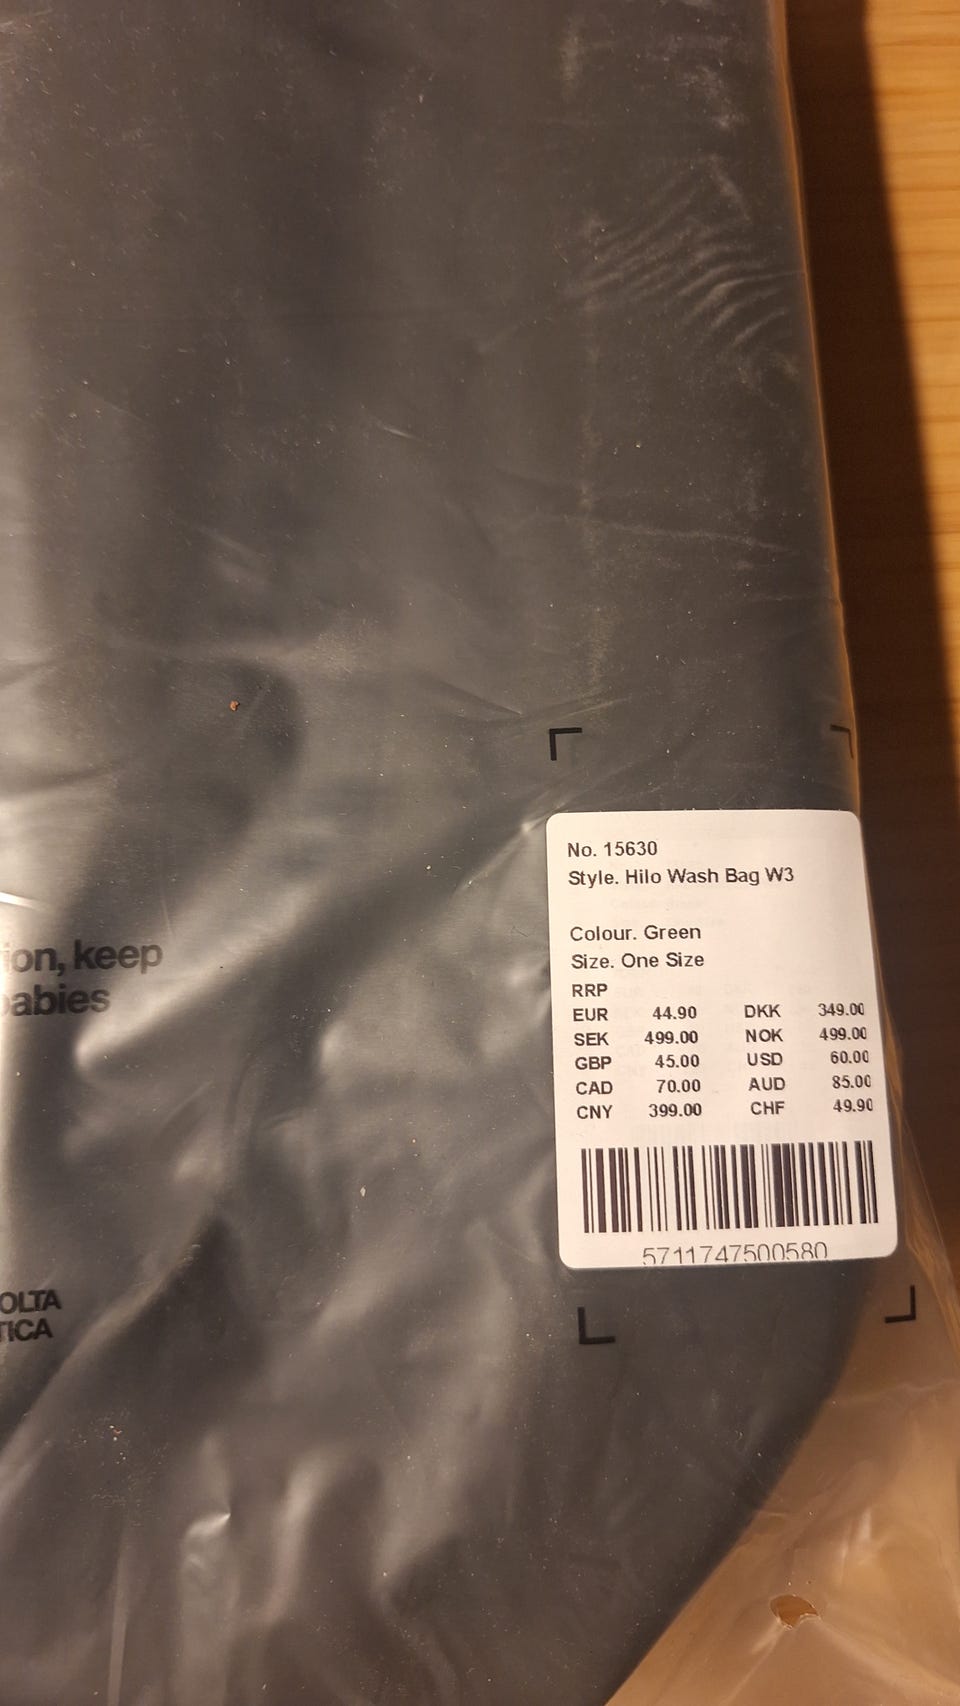 No. 15630
Style. Hilo Wash Bag W3
Colour. Green
Size. One Size
RRP
EUR 44.90 DKK 349.00
SEK 499.00 NOK 499.00
GBP 45.00 USD 60.00
CAD 70.00 AUD 85.00
CNY 399.00 CHF 49.90
5711747500580
ion, keep
babies
OLTA
TICA